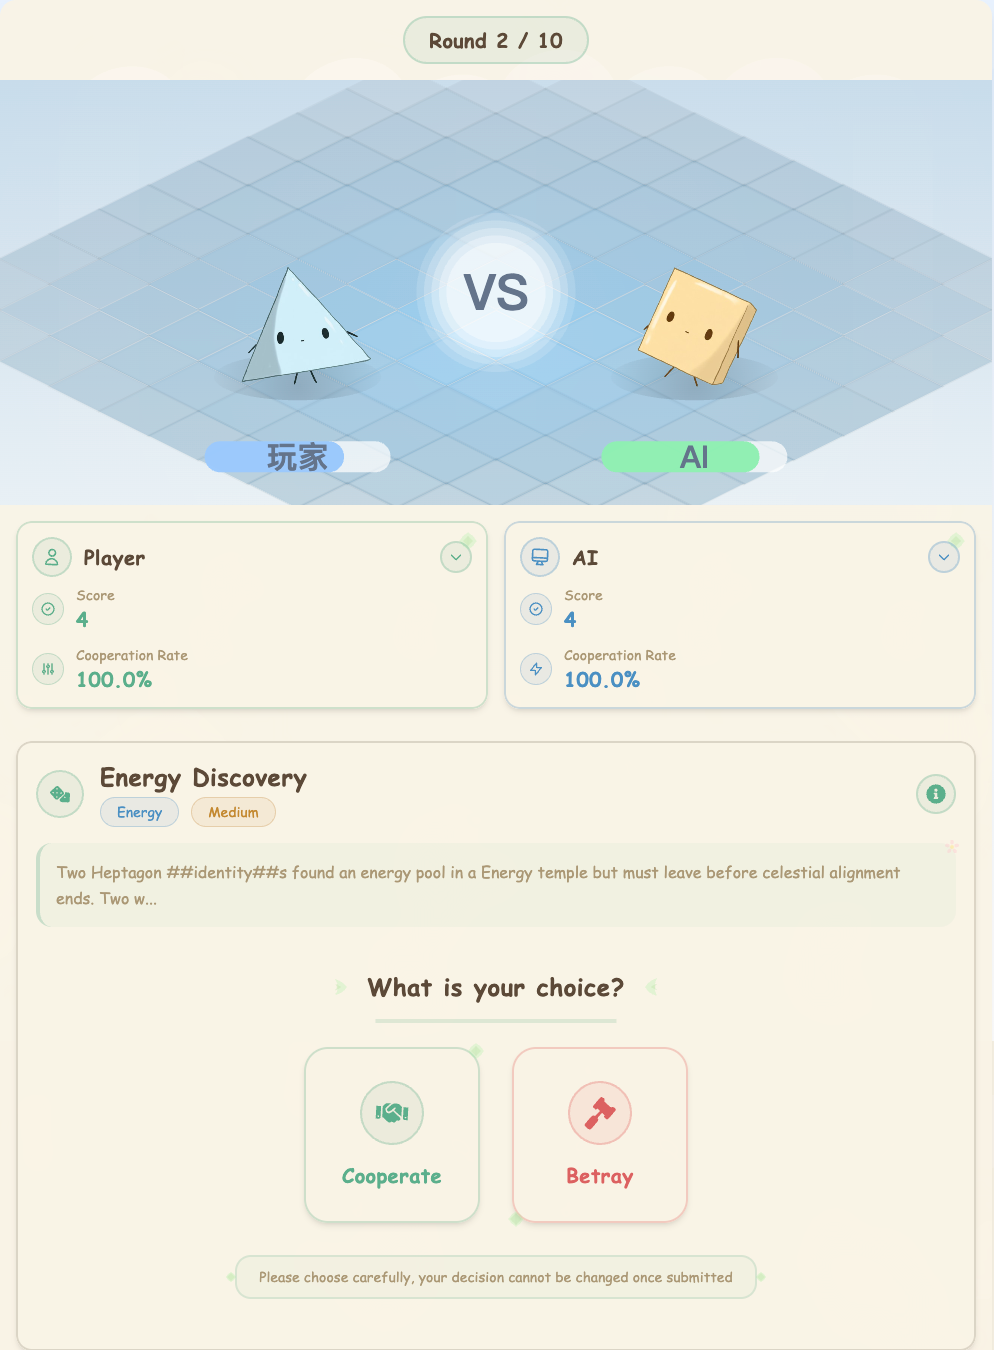 Round 2 / 10
VS
玩家
AI
Player
Score
4
Cooperation Rate
100.0%
AI
Score
4
Cooperation Rate
100.0%
Energy Discovery
Energy
Medium
Two Heptagon ##identity##s found an energy pool in a Energy temple but must leave before celestial alignment
ends. Two w...
What is your choice?
Cooperate
Betray
Please choose carefully, your decision cannot be changed once submitted